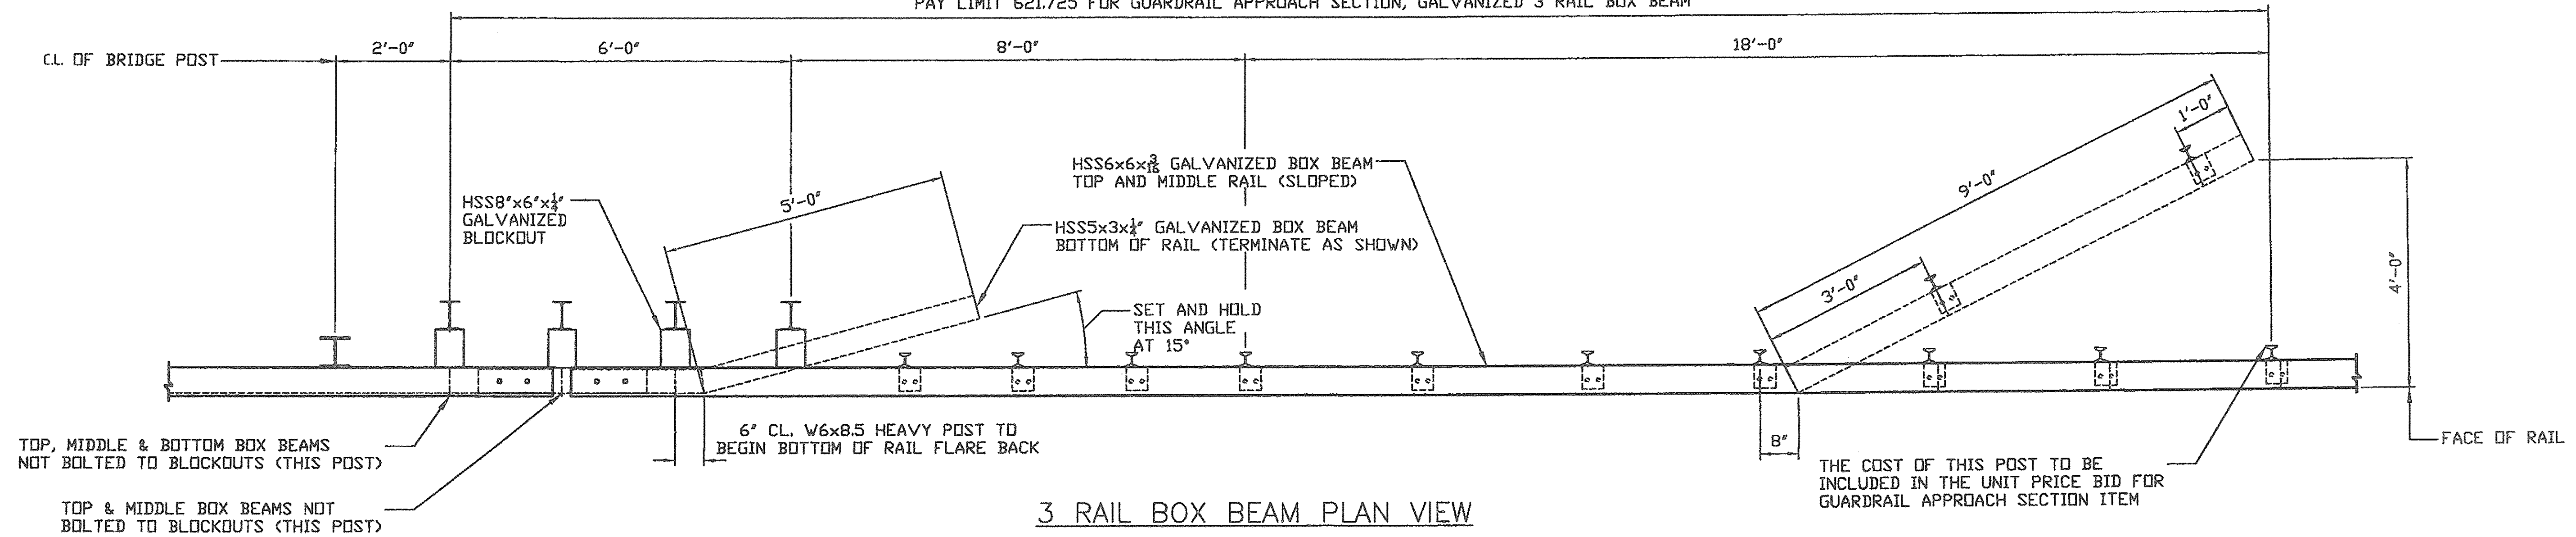 PAY LIMIT 621.725 FOR GUARDRAIL APPROACH SECTION, GALVANIZED 3 RAIL BOX BEAM
C.L. OF BRIDGE POST
2'-0"
6'-0"
8'-0"
18'-0"
1'-0"
9'-0"
3'-0"
4'-0"
HSS8"x6"x1/4"
GALVANIZED
BLOCKOUT
5'-0"
HSS6x6x3/16 GALVANIZED BOX BEAM
TOP AND MIDDLE RAIL (SLOPED)
HSS5x3x1/4" GALVANIZED BOX BEAM
BOTTOM OF RAIL (TERMINATE AS SHOWN)
SET AND HOLD
THIS ANGLE
AT 15°
TOP, MIDDLE & BOTTOM BOX BEAMS
NOT BOLTED TO BLOCKOUTS (THIS POST)
TOP & MIDDLE BOX BEAMS NOT
BOLTED TO BLOCKOUTS (THIS POST)
6" CL. W6x8.5 HEAVY POST TO
BEGIN BOTTOM OF RAIL FLARE BACK
8"
FACE OF RAIL
THE COST OF THIS POST TO BE
INCLUDED IN THE UNIT PRICE BID FOR
GUARDRAIL APPROACH SECTION ITEM
3 RAIL BOX BEAM PLAN VIEW